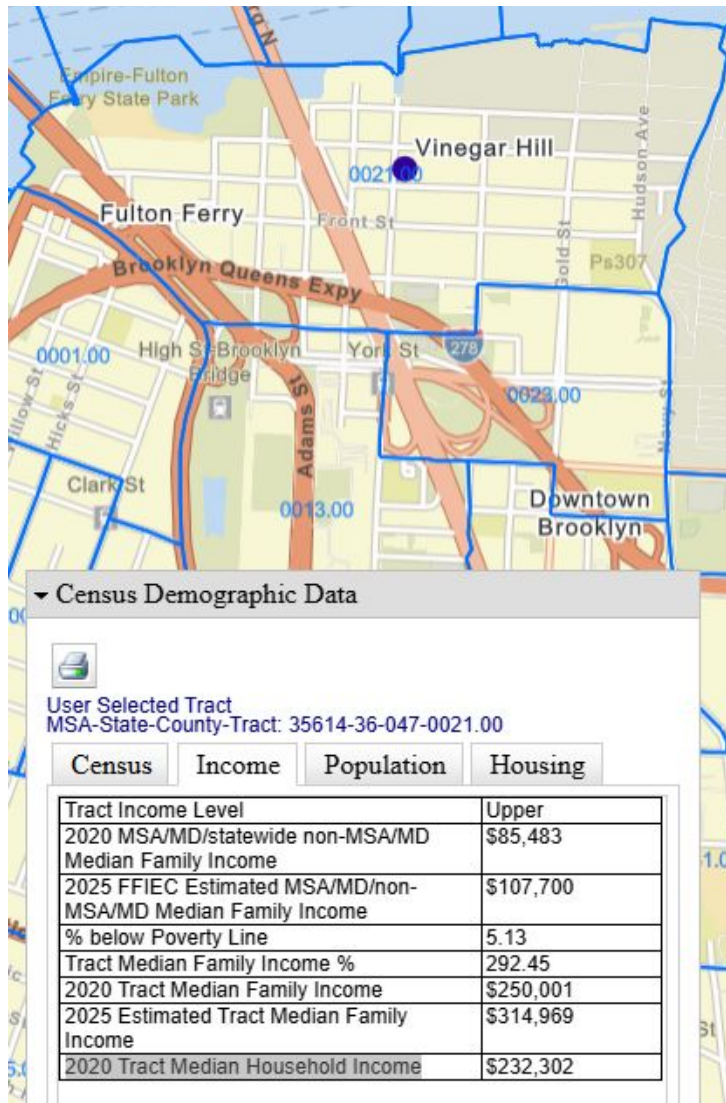 rg N
Empire-Fulton
Ferry State Park
Vinegar Hill
0021.00
Hudson Ave
Fulton Ferry
Front St
Gold St
Ps307
Brooklyn Queens Expy
0001.00
High St-Brooklyn
Bridge
York St
278
0023.00
Navy St
Willow St
Hicks St
Adams St
Clark St
0013.00
Downtown
Brooklyn
Census Demographic Data
User Selected Tract
MSA-State-County-Tract: 35614-36-047-0021.00
Census Income Population Housing
Tract Income Level Upper
2020 MSA/MD/statewide non-MSA/MD $85,483
Median Family Income
2025 FFIEC Estimated MSA/MD/non- $107,700
MSA/MD Median Family Income
% below Poverty Line 5.13
Tract Median Family Income % 292.45
2020 Tract Median Family Income $250,001
2025 Estimated Tract Median Family $314,969
Income
2020 Tract Median Household Income $232,302
St